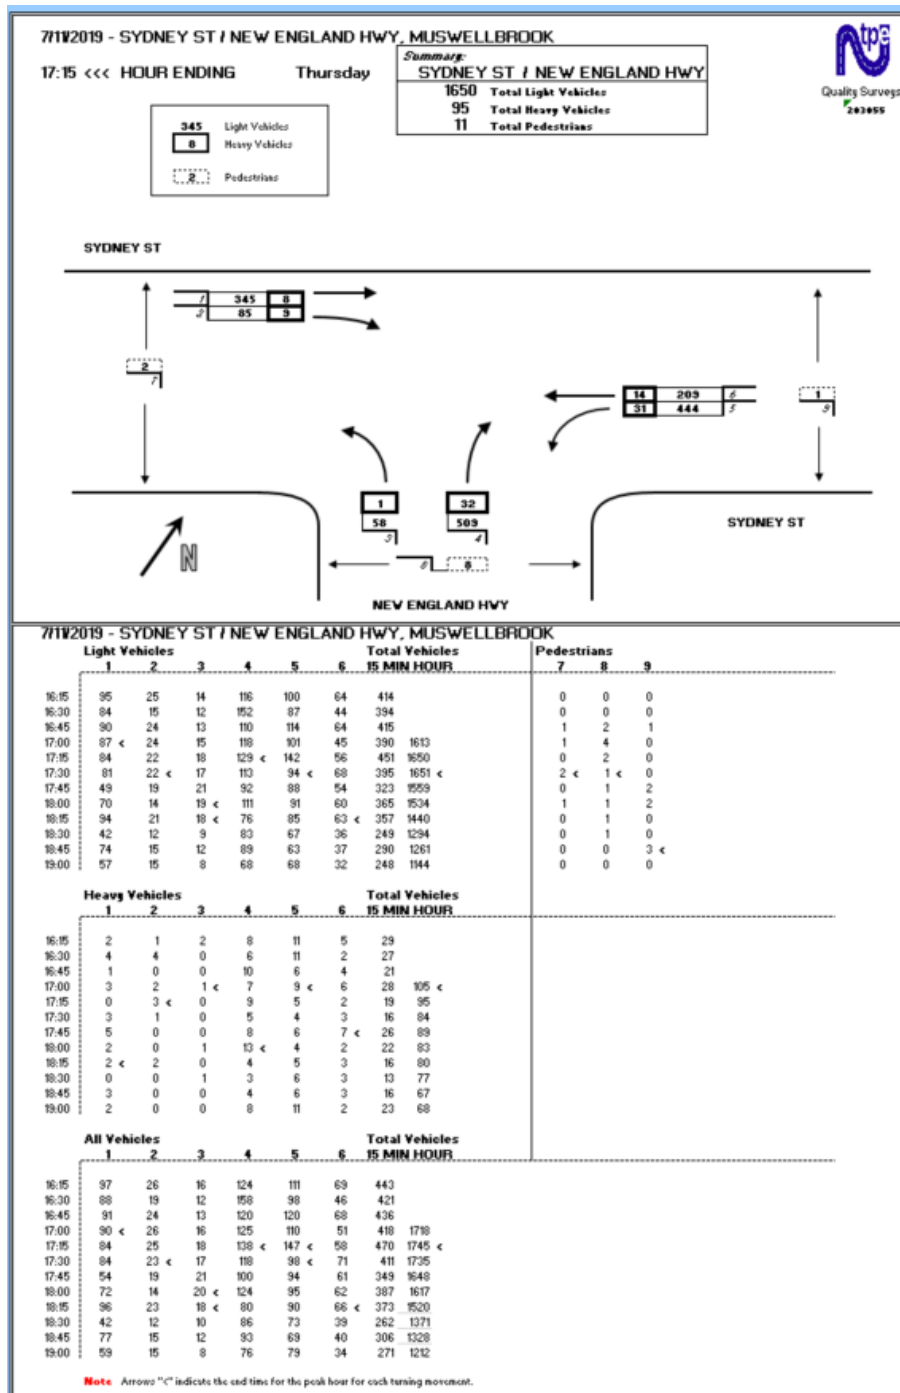 7/11/2019 - SYDNEY ST / NEW ENGLAND HWY, MUSWELLBROOK
17:15 <<< HOUR ENDING Thursday
Summary:
SYDNEY ST / NEW ENGLAND HWY
1650 Total Light Vehicles
95 Total Heavy Vehicles
11 Total Pedestrians
tpe
Quality Surveys
203055
345 Light Vehicles
8 Heavy Vehicles
2 Pedestrians
SYDNEY ST
1 345 8
2 85 9
2
7
14 209 6
31 444 5
1
9
1 32
58 509
3 4
8 8
SYDNEY ST
N
NEW ENGLAND HWY
7/11/2019 - SYDNEY ST / NEW ENGLAND HWY, MUSWELLBROOK
Light Vehicles Total Vehicles Pedestrians
1 2 3 4 5 6 15 MIN HOUR 7 8 9
16:15 95 25 14 116 100 64 414 0 0 0
16:30 84 15 12 152 87 44 394 0 0 0
16:45 90 24 13 110 114 64 415 1 2 1
17:00 87 < 24 15 118 101 45 390 1613 1 4 0
17:15 84 22 18 129 < 142 56 451 1650 0 2 0
17:30 81 22 < 17 113 94 < 68 395 1651 < 2 < 1 < 0
17:45 49 19 21 92 88 54 323 1559 0 1 2
18:00 70 14 19 < 111 91 60 365 1534 1 1 2
18:15 94 21 18 < 76 85 63 < 357 1440 0 1 0
18:30 42 12 9 83 67 36 249 1294 0 1 0
18:45 74 15 12 89 63 37 290 1261 0 0 3 <
19:00 57 15 8 68 68 32 248 1144 0 0 0
Heavy Vehicles Total Vehicles
1 2 3 4 5 6 15 MIN HOUR
16:15 2 1 2 8 11 5 29
16:30 4 4 0 6 11 2 27
16:45 1 0 0 10 6 4 21
17:00 3 2 1 < 7 9 < 6 28 105 <
17:15 0 3 < 0 9 5 2 19 95
17:30 3 1 0 5 4 3 16 84
17:45 5 0 0 8 6 7 < 26 89
18:00 2 0 1 13 < 4 2 22 83
18:15 2 < 2 0 4 5 3 16 80
18:30 0 0 1 3 6 3 13 77
18:45 3 0 0 4 6 3 16 67
19:00 2 0 0 8 11 2 23 68
All Vehicles Total Vehicles
1 2 3 4 5 6 15 MIN HOUR
16:15 97 26 16 124 111 69 443
16:30 88 19 12 158 98 46 421
16:45 91 24 13 120 120 68 436
17:00 90 < 26 16 125 110 51 418 1718
17:15 84 25 18 138 < 147 < 58 470 1745 <
17:30 84 23 < 17 118 98 < 71 411 1735
17:45 54 19 21 100 94 61 349 1648
18:00 72 14 20 < 124 95 62 387 1617
18:15 96 23 18 < 80 90 66 < 373 1520
18:30 42 12 10 86 73 39 262 1371
18:45 77 15 12 93 69 40 306 1328
19:00 59 15 8 76 79 34 271 1212
Note Arrows "<" indicate the end time for the peak hour for each turning movement.